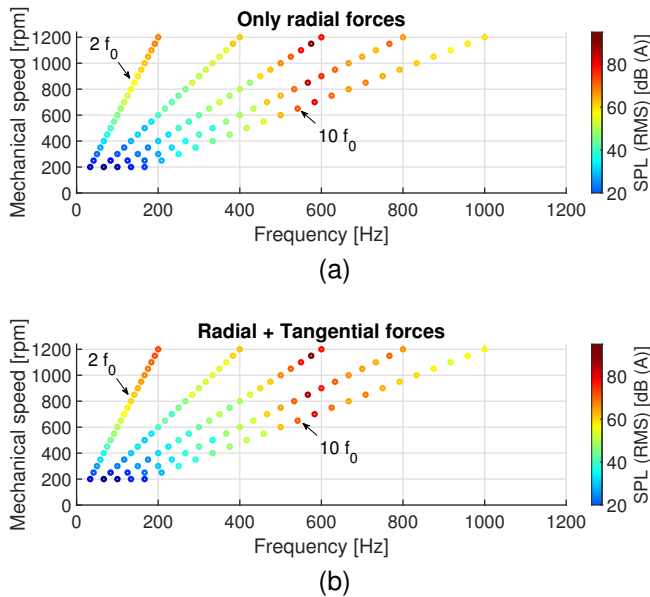 Only radial forces
Mechanical speed [rpm]
1200
1000
800
600
400
200
0
2 f0
10 f0
0 200 400 600 800 1000 1200
Frequency [Hz]
80
60
40
20
SPL (RMS) [dB (A)]
(a)
Radial + Tangential forces
Mechanical speed [rpm]
1200
1000
800
600
400
200
0
2 f0
10 f0
0 200 400 600 800 1000 1200
Frequency [Hz]
80
60
40
20
SPL (RMS) [dB (A)]
(b)